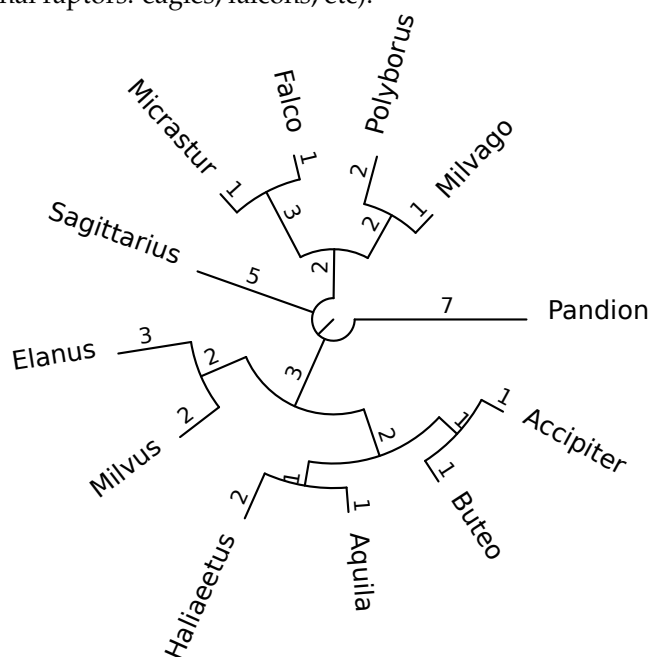 nal raptors: eagles, falcons, etc).
Polyborus
Falco
Micrastur
Milvago
1
2
1
3
2
1
Sagittarius
5
2
7
Pandion
Elanus
3
2
3
1
Accipiter
2
1
2
Milvus
1
1
2
1
Buteo
Haliaeetus
Aquila